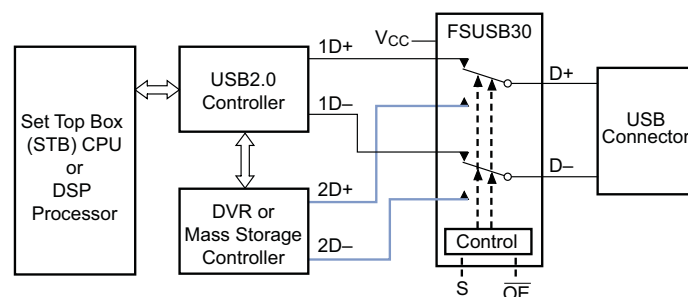 Set Top Box
(STB) CPU
or
DSP
Processor
USB2.0
Controller
DVR or
Mass Storage
Controller
1D+
1D–
2D+
2D–
VCC
FSUSB30
Control
S
OE
D+
D–
USB
Connector